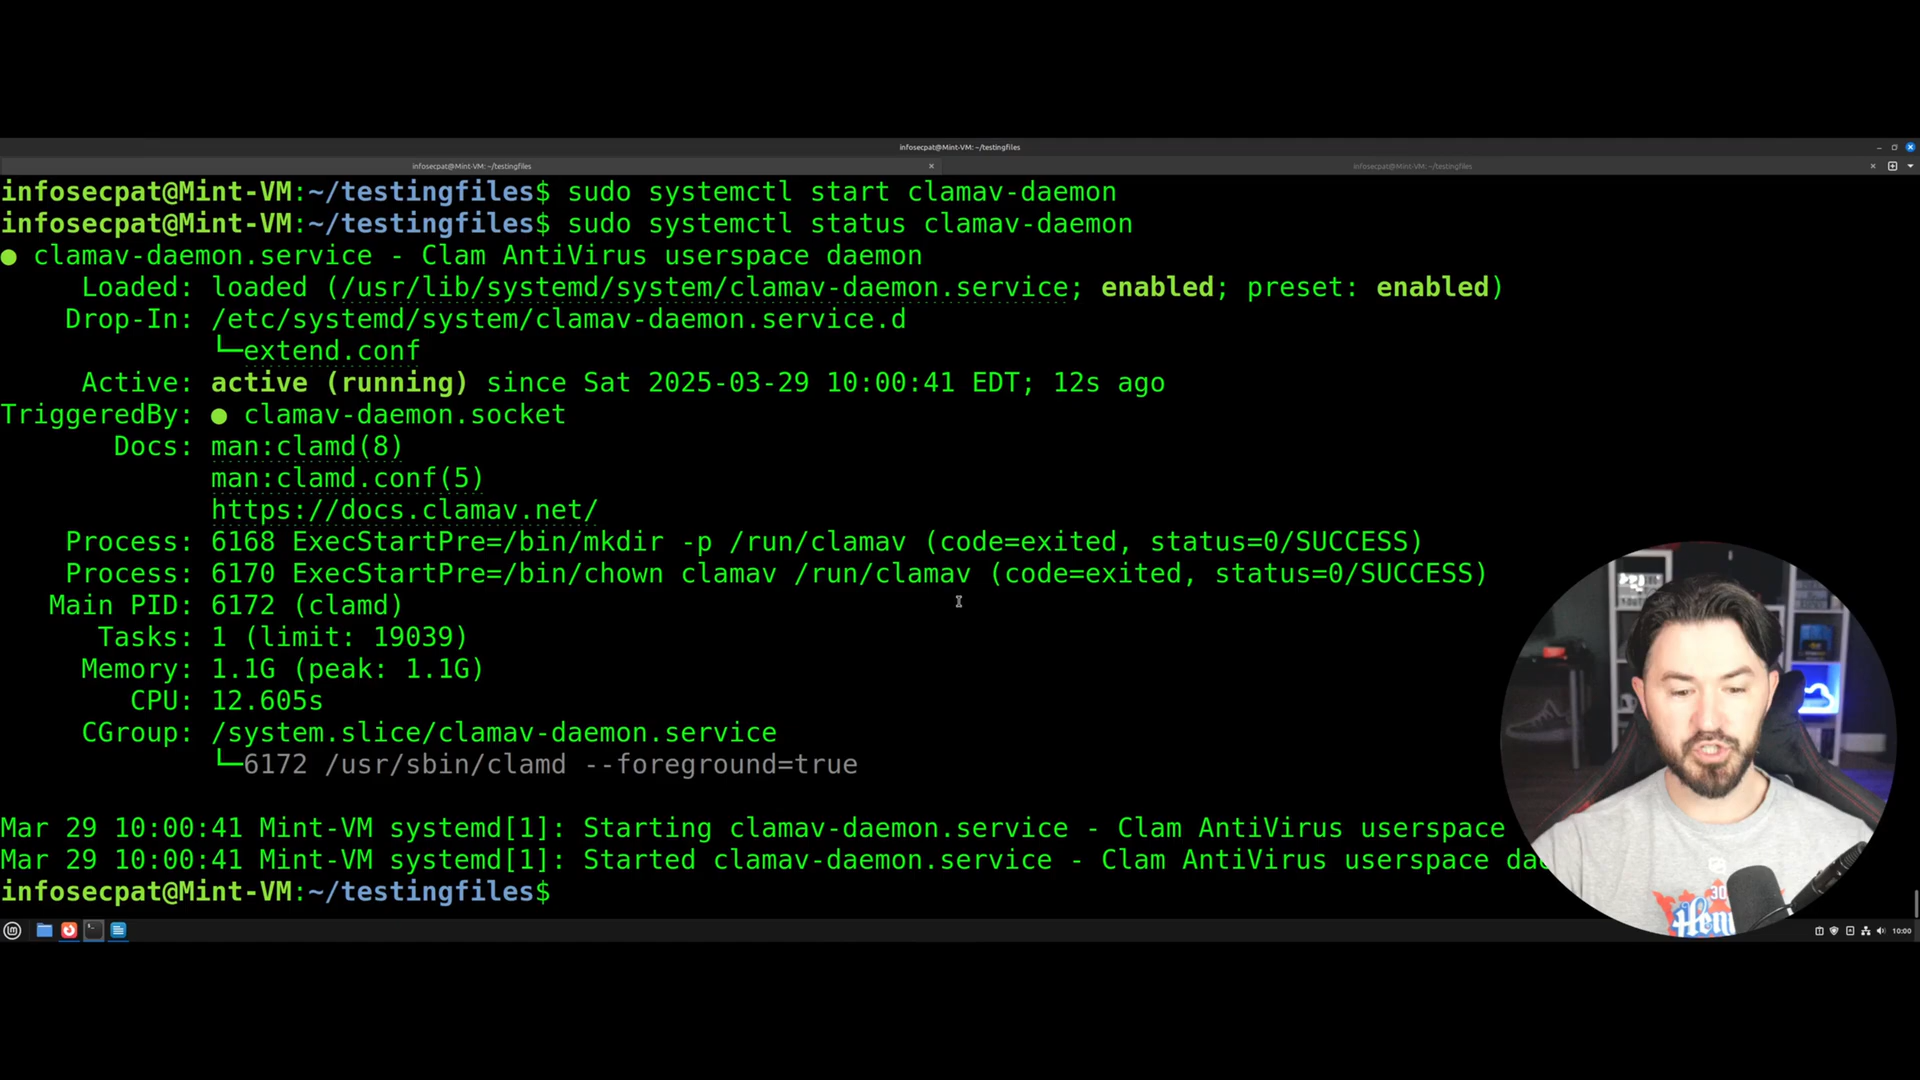 infosecpat@Mint-VM: ~/testingfiles
infosecpat@Mint-VM: ~/testingfiles
infosecpat@Mint-VM: ~/testingfiles
infosecpat@Mint-VM:~/testingfiles$ sudo systemctl start clamav-daemon
infosecpat@Mint-VM:~/testingfiles$ sudo systemctl status clamav-daemon
● clamav-daemon.service - Clam AntiVirus userspace daemon
Loaded: loaded (/usr/lib/systemd/system/clamav-daemon.service; enabled; preset: enabled)
Drop-In: /etc/systemd/system/clamav-daemon.service.d
└─extend.conf
Active: active (running) since Sat 2025-03-29 10:00:41 EDT; 12s ago
TriggeredBy: ● clamav-daemon.socket
Docs: man:clamd(8)
man:clamd.conf(5)
https://docs.clamav.net/
Process: 6168 ExecStartPre=/bin/mkdir -p /run/clamav (code=exited, status=0/SUCCESS)
Process: 6170 ExecStartPre=/bin/chown clamav /run/clamav (code=exited, status=0/SUCCESS)
Main PID: 6172 (clamd)
Tasks: 1 (limit: 19039)
Memory: 1.1G (peak: 1.1G)
CPU: 12.605s
CGroup: /system.slice/clamav-daemon.service
└─6172 /usr/sbin/clamd --foreground=true
Mar 29 10:00:41 Mint-VM systemd[1]: Starting clamav-daemon.service - Clam AntiVirus userspace
Mar 29 10:00:41 Mint-VM systemd[1]: Started clamav-daemon.service - Clam AntiVirus userspace
infosecpat@Mint-VM:~/testingfiles$
10:00